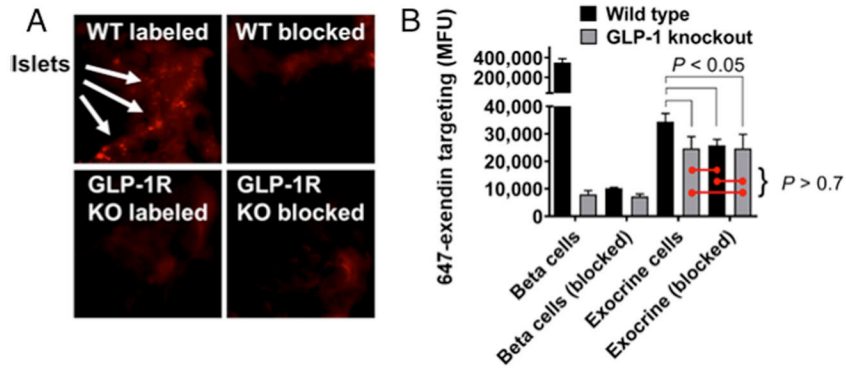 A
WT labeled
WT blocked
Islets
GLP-1R
KO labeled
GLP-1R
KO blocked
B
Wild type
GLP-1 knockout
647-exendin targeting (MFU)
400,000
200,000
40,000
30,000
20,000
10,000
0
P < 0.05
P > 0.7
Beta cells
Beta cells (blocked)
Exocrine cells
Exocrine (blocked)